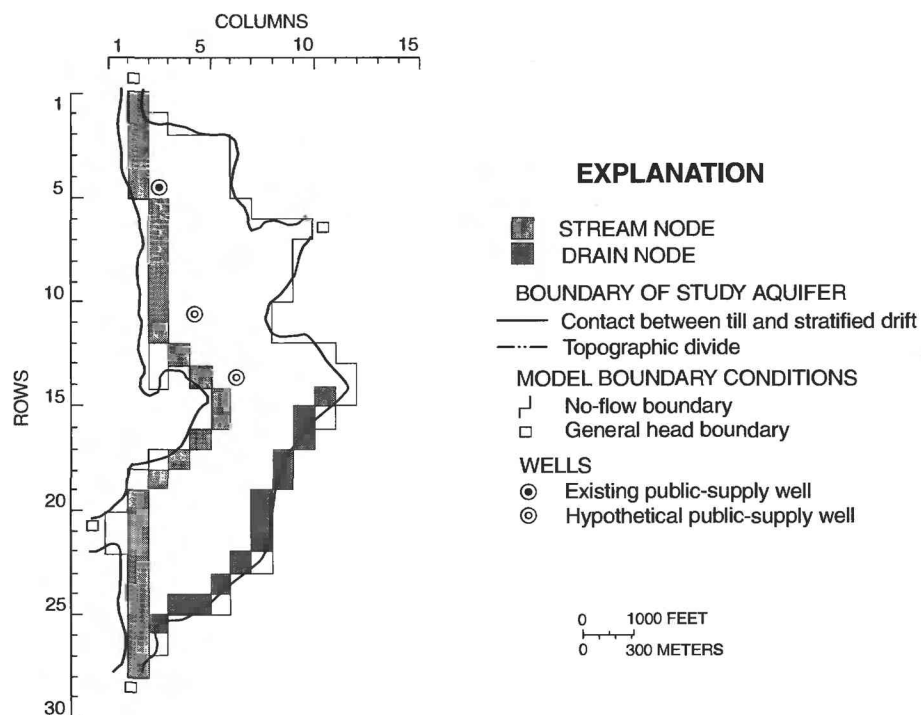 COLUMNS
1 5 10 15
ROWS
1
5
10
15
20
25
30
EXPLANATION
STREAM NODE
DRAIN NODE
BOUNDARY OF STUDY AQUIFER
Contact between till and stratified drift
Topographic divide
MODEL BOUNDARY CONDITIONS
No-flow boundary
General head boundary
WELLS
Existing public-supply well
Hypothetical public-supply well
0 1000 FEET
0 300 METERS